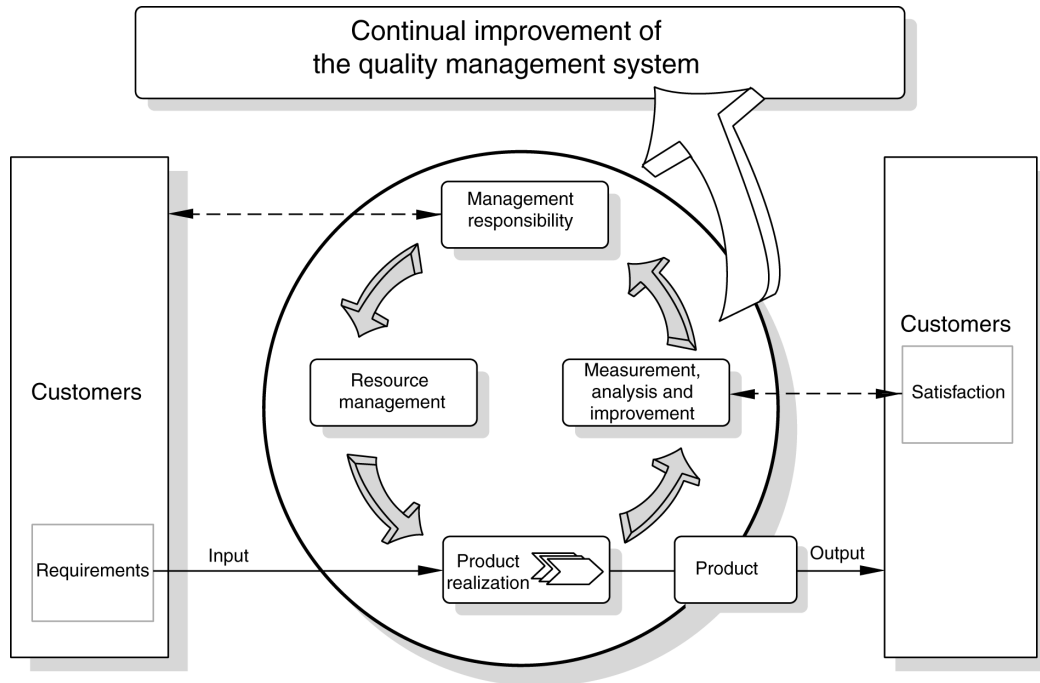 Continual improvement of
the quality management system
Management
responsibility
Customers
Resource
management
Measurement,
analysis and
improvement
Customers
Satisfaction
Requirements
Input
Product
realization
Product
Output